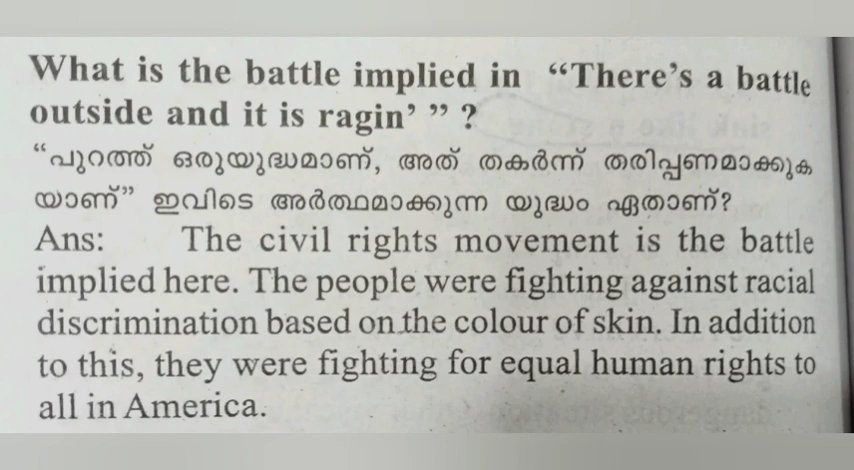 What is the battle implied in “There’s a battle
outside and it is ragin’ ” ?
“പുറത്ത് ഒരുയുദ്ധമാണ്, അത് തകർന്ന് തരിപ്പണമാക്കുക
യാണ്” ഇവിടെ അർത്ഥമാക്കുന്ന യുദ്ധം ഏതാണ്?
Ans: The civil rights movement is the battle
implied here. The people were fighting against racial
discrimination based on the colour of skin. In addition
to this, they were fighting for equal human rights to
all in America.